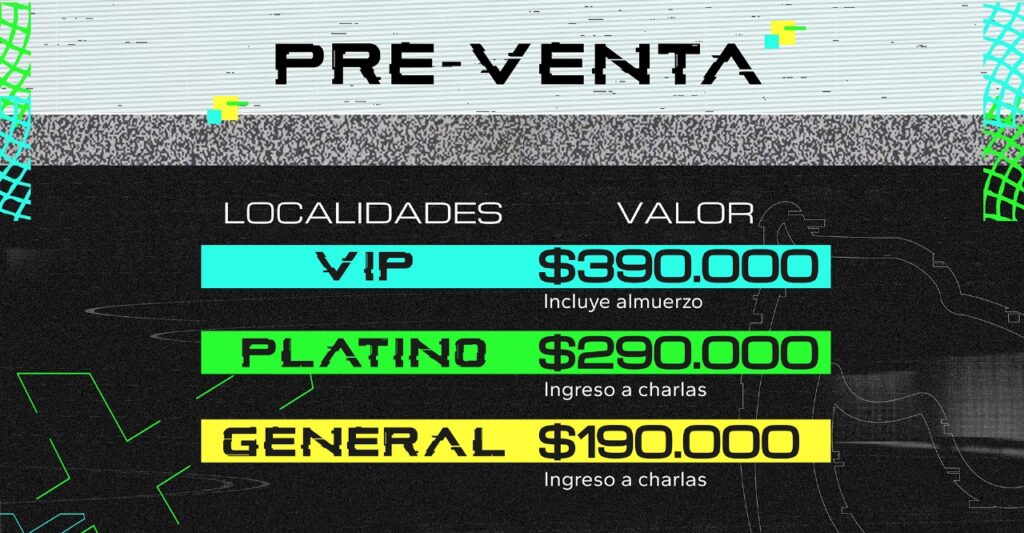 PRE-VENTA
LOCALIDADES VALOR
VIP $390.000
Incluye almuerzo
PLATINO $290.000
Ingreso a charlas
GENERAL $190.000
Ingreso a charlas